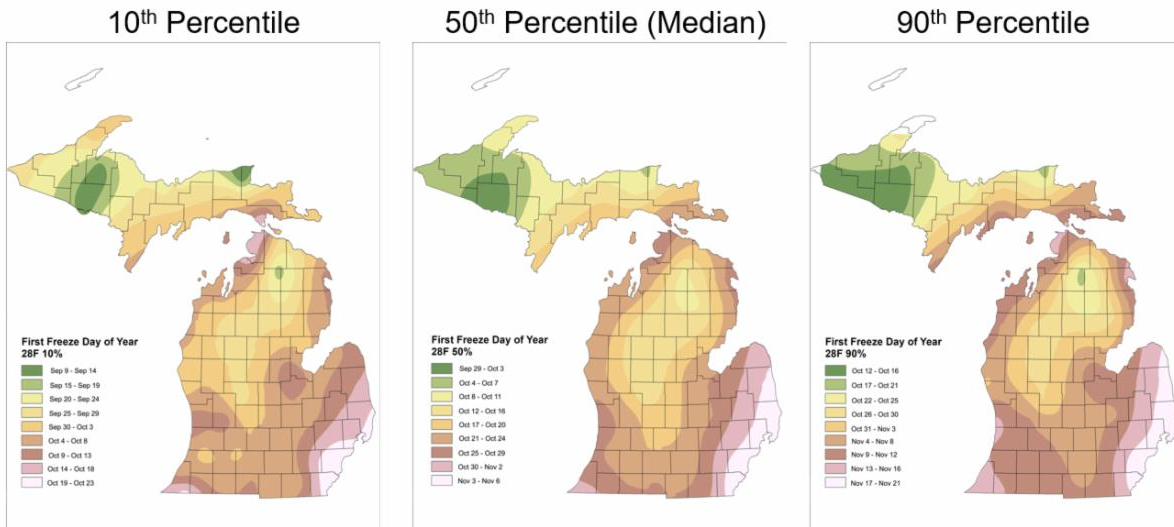 10th Percentile
50th Percentile (Median)
90th Percentile
First Freeze Day of Year
28F 10%
Sep 9 - Sep 14
Sep 15 - Sep 19
Sep 20 - Sep 24
Sep 25 - Sep 29
Sep 30 - Oct 3
Oct 4 - Oct 8
Oct 9 - Oct 13
Oct 14 - Oct 18
Oct 19 - Oct 23
First Freeze Day of Year
28F 50%
Sep 29 - Oct 3
Oct 4 - Oct 7
Oct 8 - Oct 11
Oct 12 - Oct 16
Oct 17 - Oct 20
Oct 21 - Oct 24
Oct 25 - Oct 29
Oct 30 - Nov 2
Nov 3 - Nov 6
First Freeze Day of Year
28F 90%
Oct 12 - Oct 16
Oct 17 - Oct 21
Oct 22 - Oct 25
Oct 26 - Oct 30
Oct 31 - Nov 3
Nov 4 - Nov 8
Nov 9 - Nov 12
Nov 13 - Nov 16
Nov 17 - Nov 21